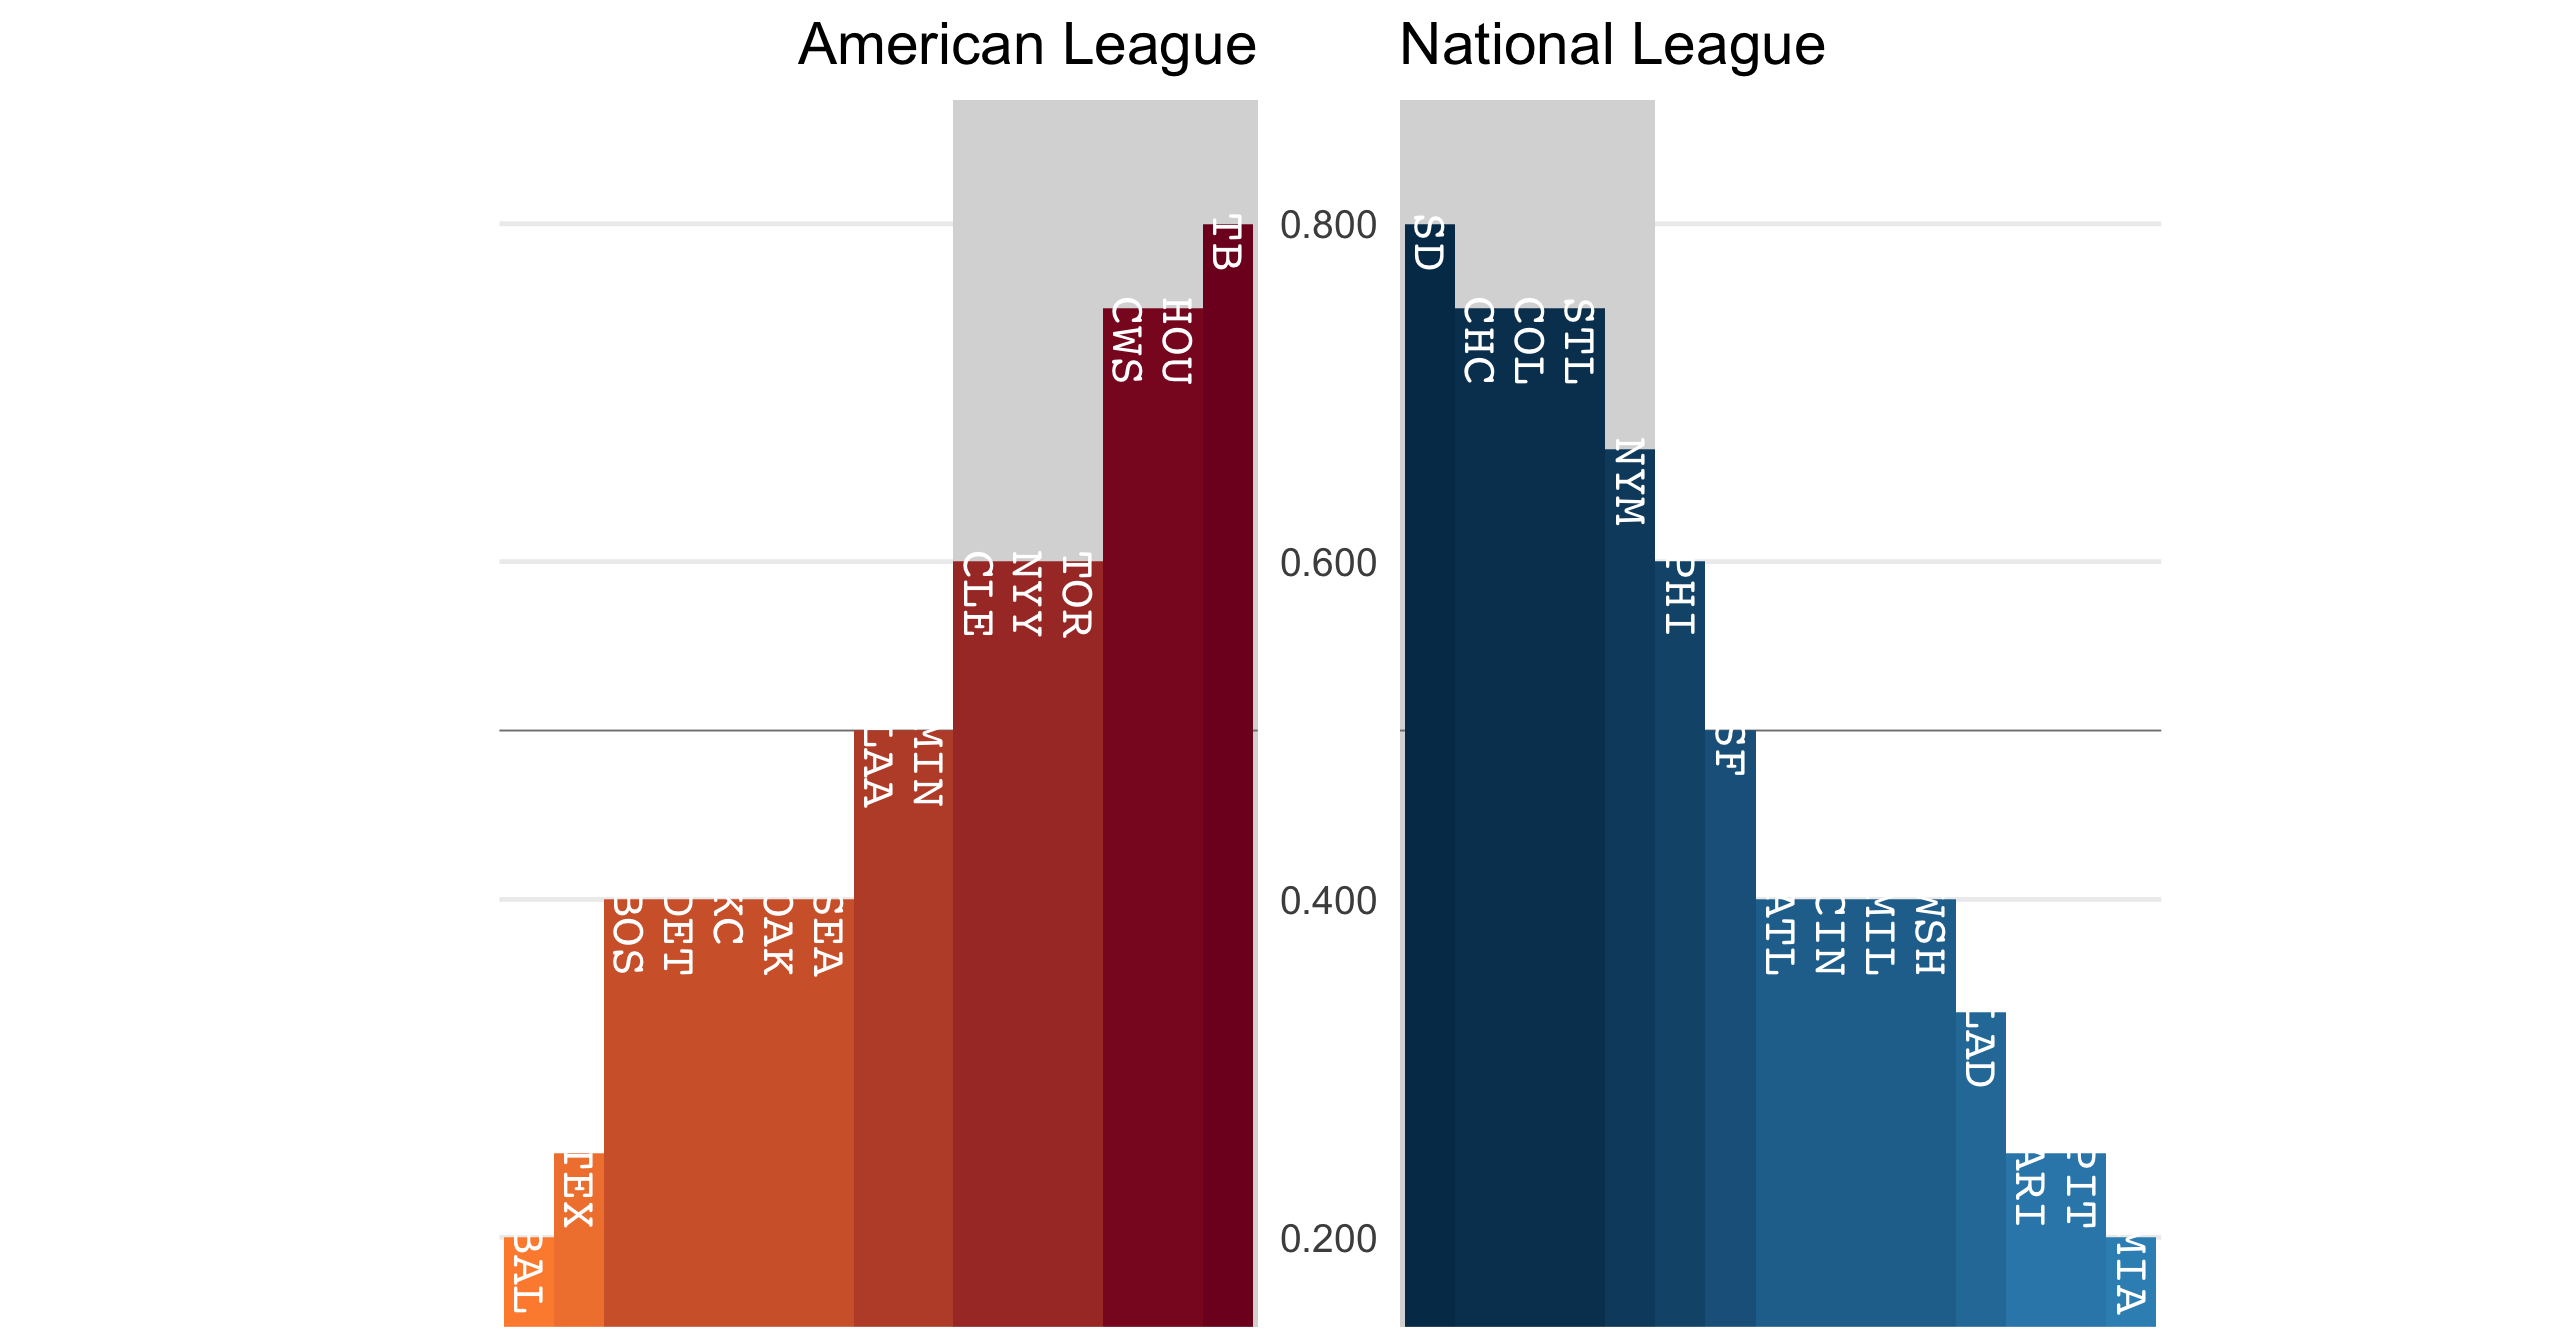 American League
National League
0.800
0.600
0.400
0.200
BAL
TEX
BOS
DET
KC
OAK
SEA
LAA
MIN
CLE
NYY
TOR
CWS
HOU
TB
SD
CHC
COL
STL
NYM
PHI
SF
ATL
CIN
MIL
WSH
LAD
ARI
PIT
MIA